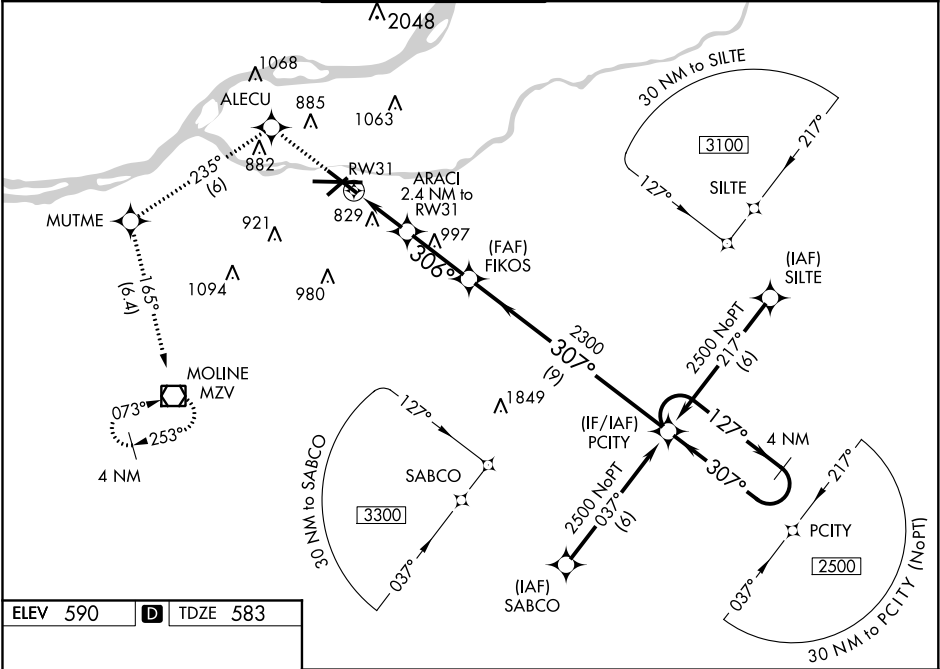 2048
1068
ALECU
885
1063
882
RW31
ARACI
2.4 NM to
RW31
829
997
235°
(6)
MUTME
921
1094
980
165°
(6.4)
306°
(FAF)
FIKOS
30 NM to SILTE
3100
127°
217°
SILTE
(IAF)
SILTE
2500 NoPT
217°
(6)
2300
307°
(9)
MOLINE
MZV
073°
253°
4 NM
1849
(IF/IAF)
PCITY
127°
4 NM
307°
2500 NoPT
037°
(6)
(IAF)
SABCO
30 NM to SABCO
127°
SABCO
3300
037°
217°
PCITY
2500
037°
30 NM to PCITY (NoPT)
ELEV 590 D TDZE 583